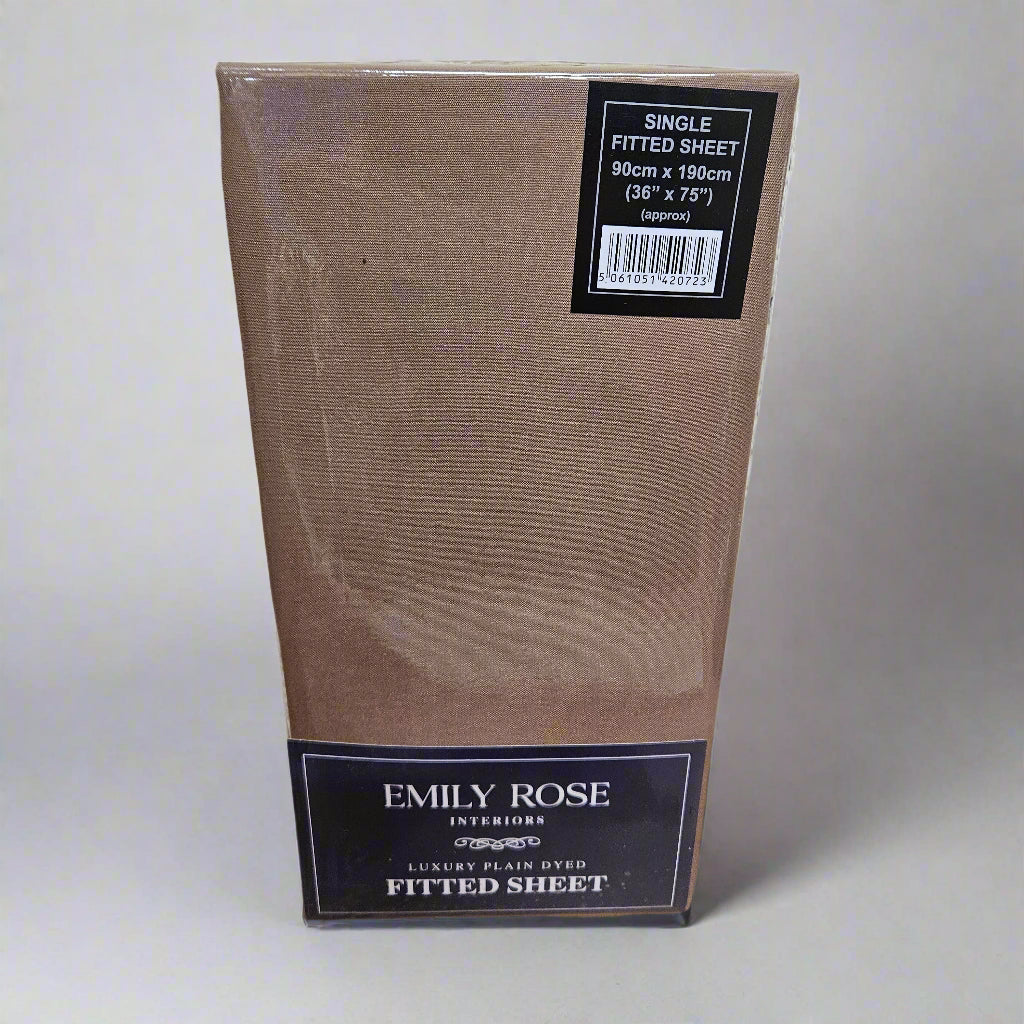 SINGLE
FITTED SHEET
90cm x 190cm
(36” x 75”)
(approx)
5 061051 420723
EMILY ROSE
INTERIORS
LUXURY PLAIN DYED
FITTED SHEET